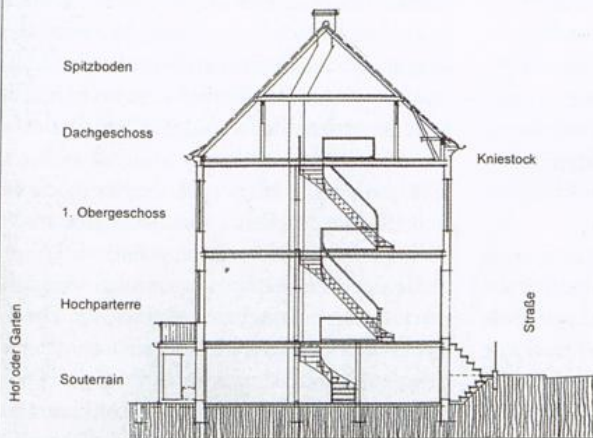 Spitzboden
Dachgeschoss
Kniestock
1. Obergeschoss
Hochparterre
Souterrain
Hof oder Garten
Straße